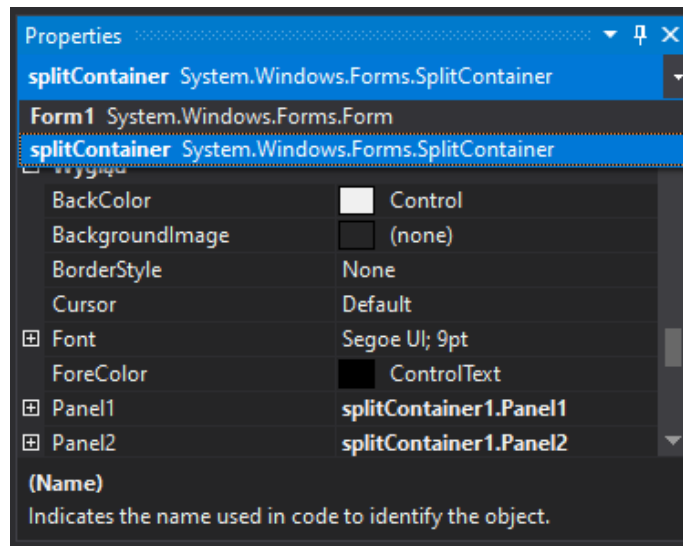 Properties
splitContainer System.Windows.Forms.SplitContainer
Form1 System.Windows.Forms.Form
splitContainer System.Windows.Forms.SplitContainer
Wygląd
BackColor Control
BackgroundImage (none)
BorderStyle None
Cursor Default
Font Segoe UI; 9pt
ForeColor ControlText
Panel1 splitContainer1.Panel1
Panel2 splitContainer1.Panel2
(Name)
Indicates the name used in code to identify the object.